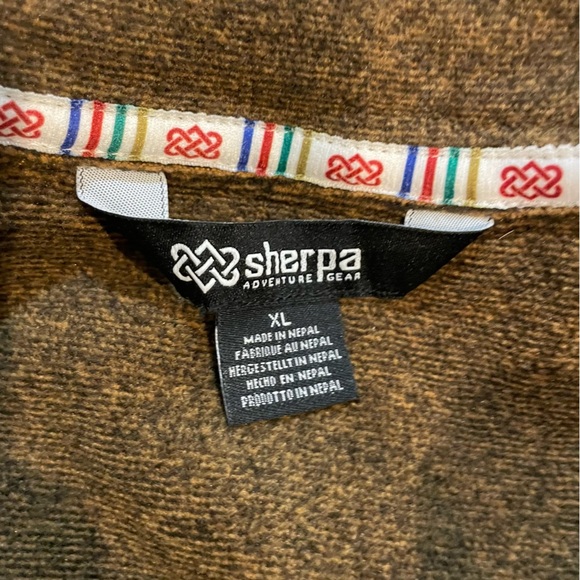 sherpa
ADVENTURE GEAR
XL
MADE IN NEPAL
FABRIQUE AU NEPAL
HERGESTELLT IN NEPAL
HECHO EN NEPAL
PRODOTTO IN NEPAL